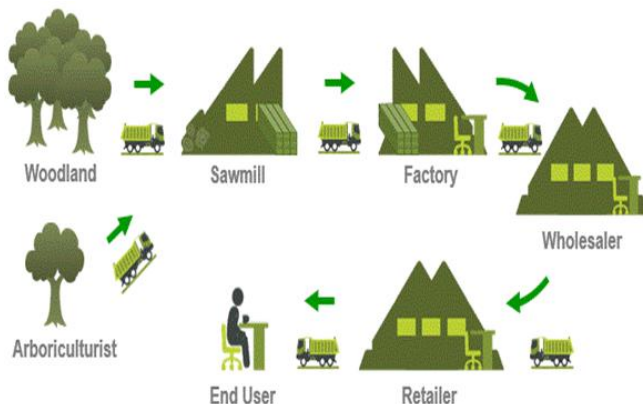 Woodland
Sawmill
Factory
Wholesaler
Arboriculturist
End User
Retailer